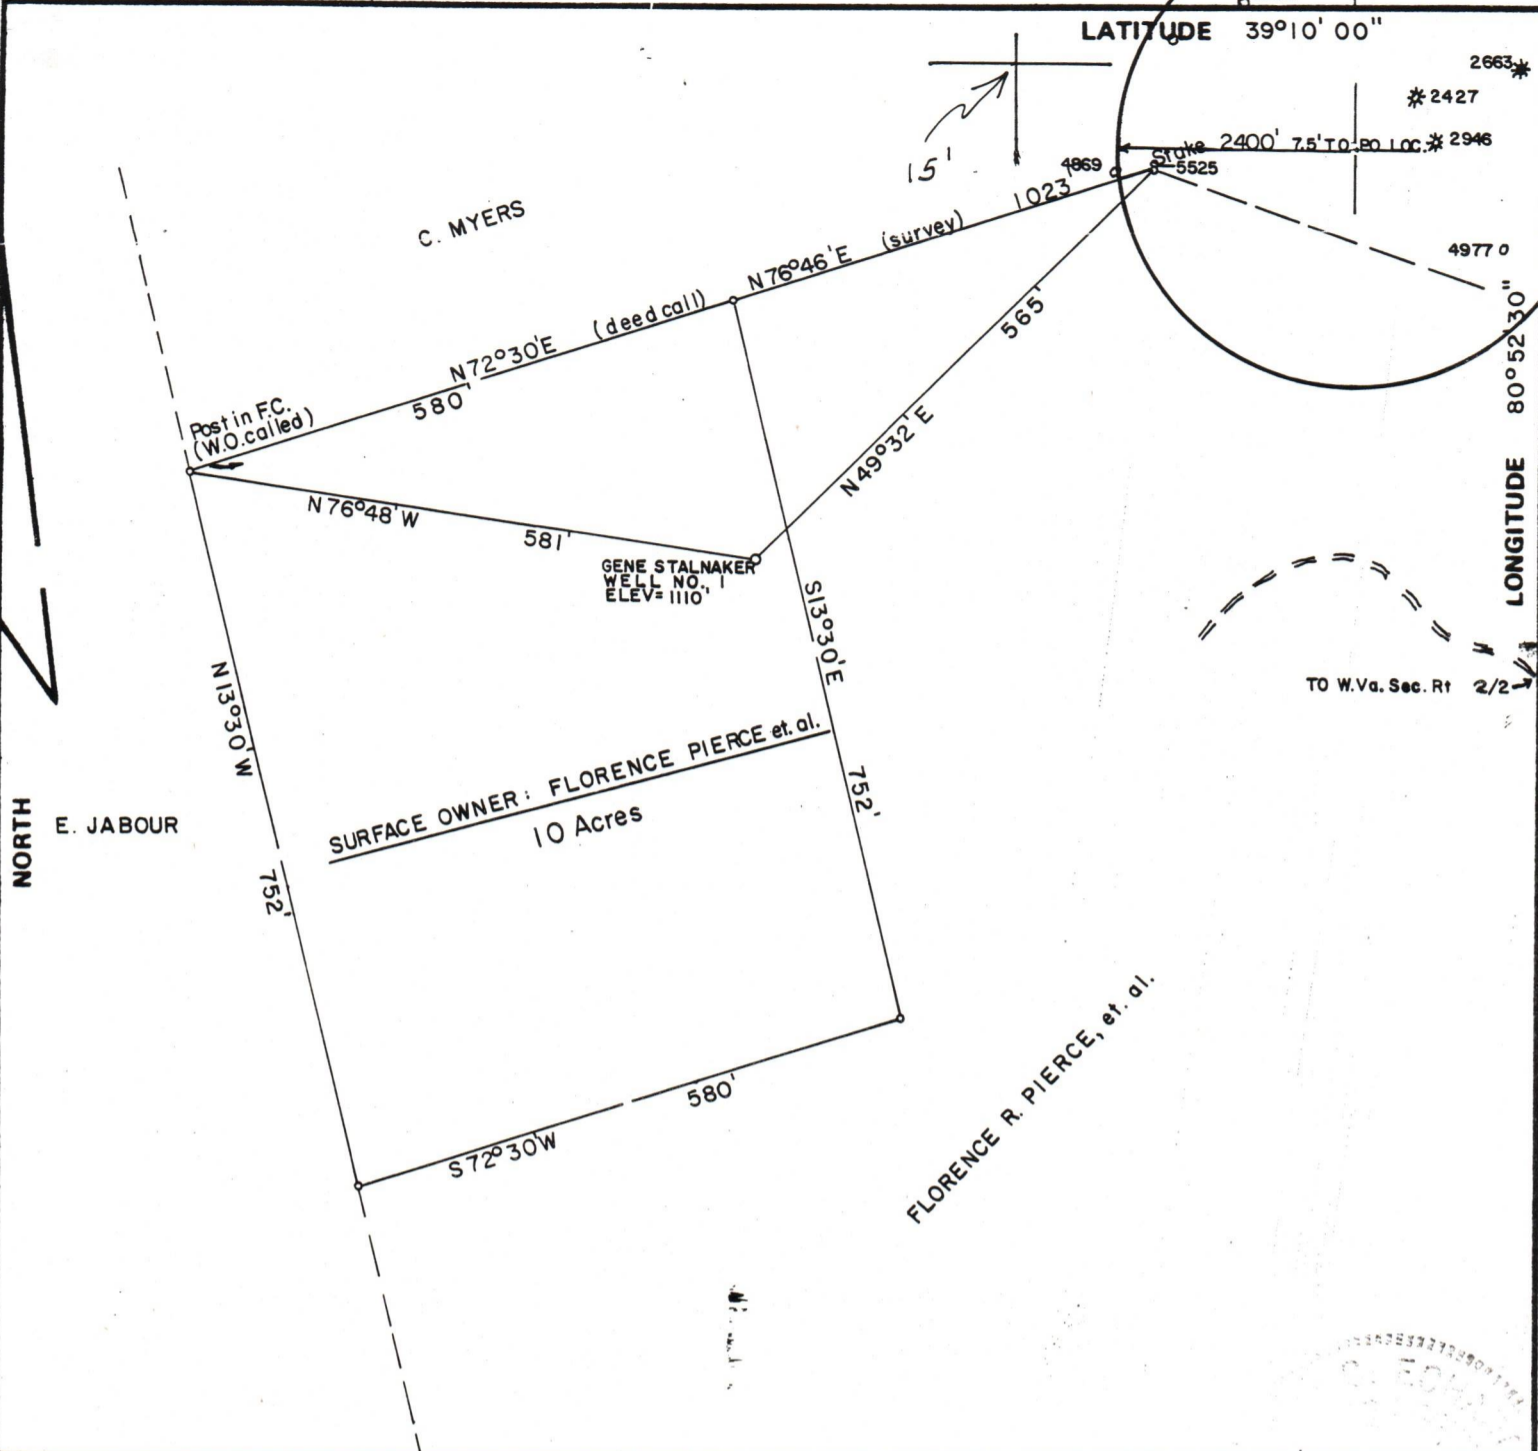 LATITUDE 39°10' 00"
2663
2427
2400' 7.5' TO PO LOC.
2946
15'
4869
Stake
5525
1023'
C. MYERS
N76°46'E (survey)
4977
80°52'30"
LONGITUDE
N72°30'E (deed call)
580'
565'
Post in F.C.
(W.O. called)
N49°32'E
N76°48'W
581'
GENE STALNAKER
WELL NO. 1
ELEV= 1110'
S13°30'E
752'
TO W.Va. Sec. Rt 2/2
N13°30'W
752'
SURFACE OWNER: FLORENCE PIERCE et. al.
10 Acres
NORTH
E. JABOUR
580'
S72°30'W
FLORENCE R. PIERCE, et. al.